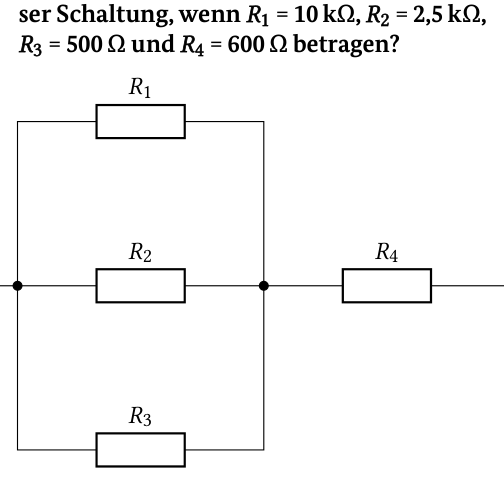 ser Schaltung, wenn R₁ = 10 kΩ, R₂ = 2,5 kΩ,
R₃ = 500 Ω und R₄ = 600 Ω betragen?
R₁
R₂
R₄
R₃